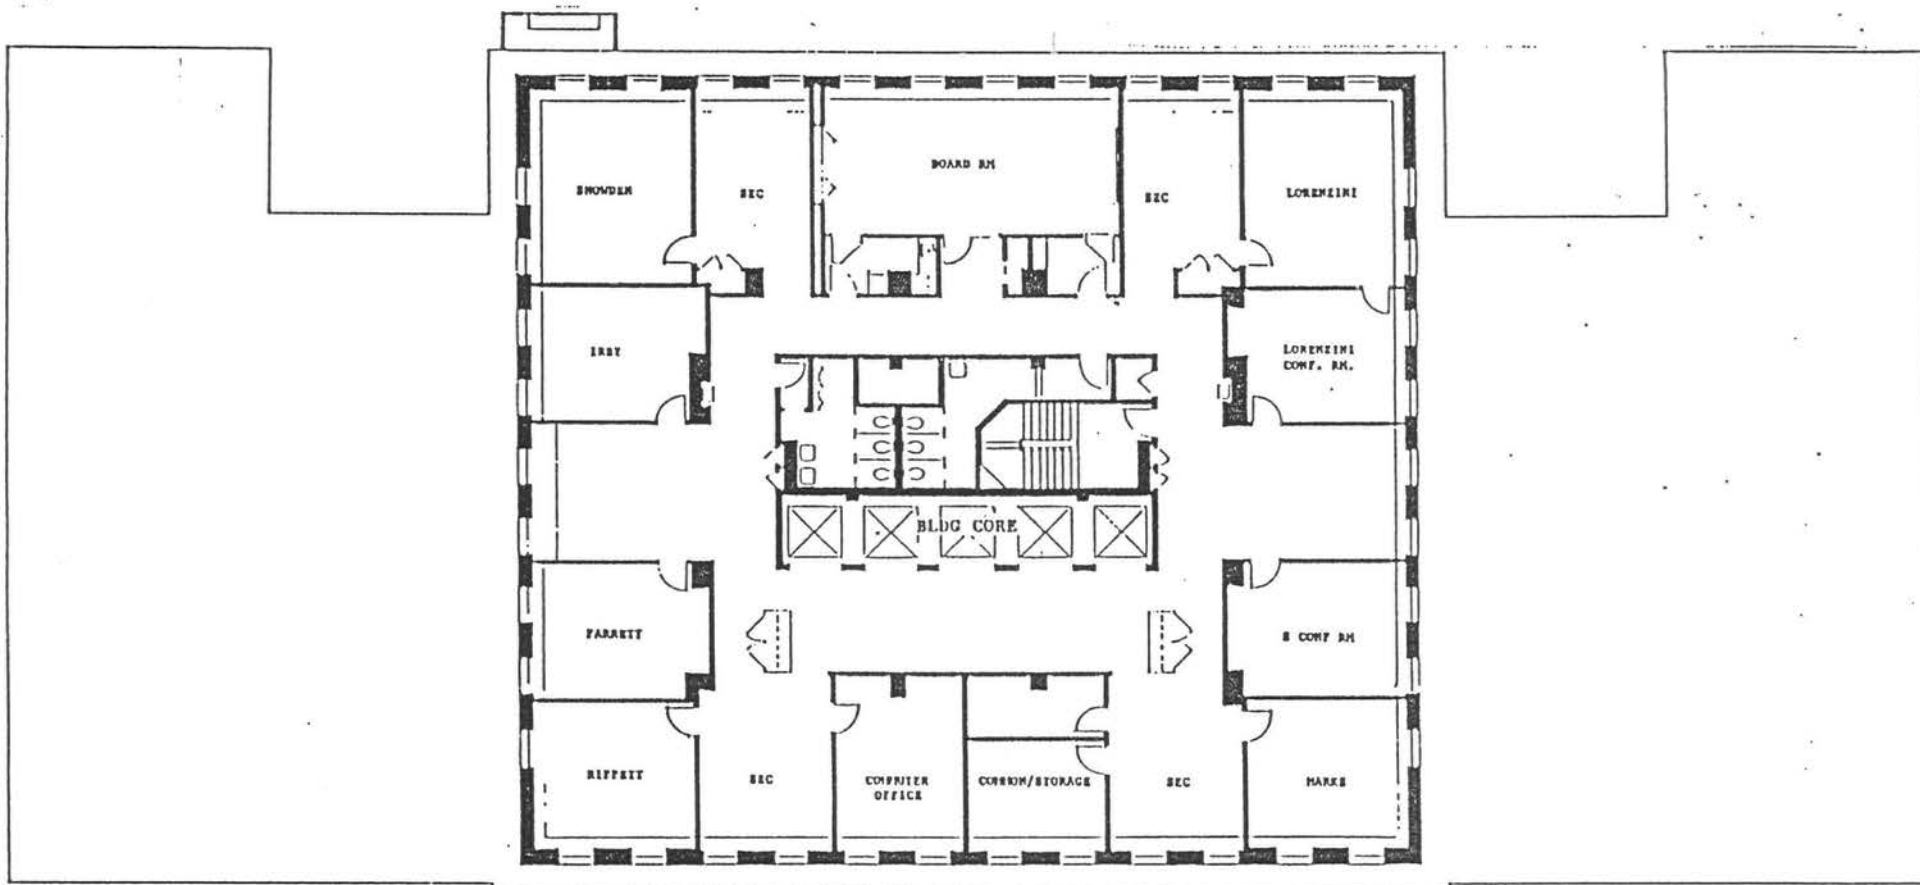 BOARD RM
SNOWDEN
SEC
SEC
LORENZINI
IRBY
LORENZINI
CONF. RM.
BLDG CORE
FARRETT
E CONF RM
RIFFETT
SEC
COMPUTER
OFFICE
COMMON/STORAGE
SEC
MARKS